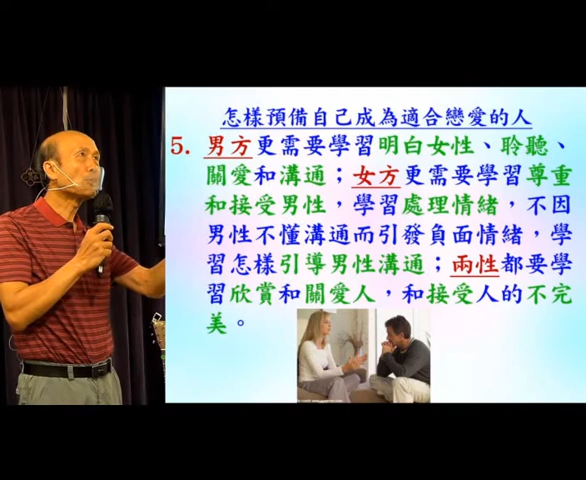 怎樣預備自己成為適合戀愛的人
5. 男方更需要學習明白女性、聆聽、
關愛和溝通；女方更需要學習尊重
和接受男性，學習處理情緒，不因
男性不懂溝通而引發負面情緒，學
習怎樣引導男性溝通；兩性都要學
習欣賞和關愛人，和接受人的不完
美。